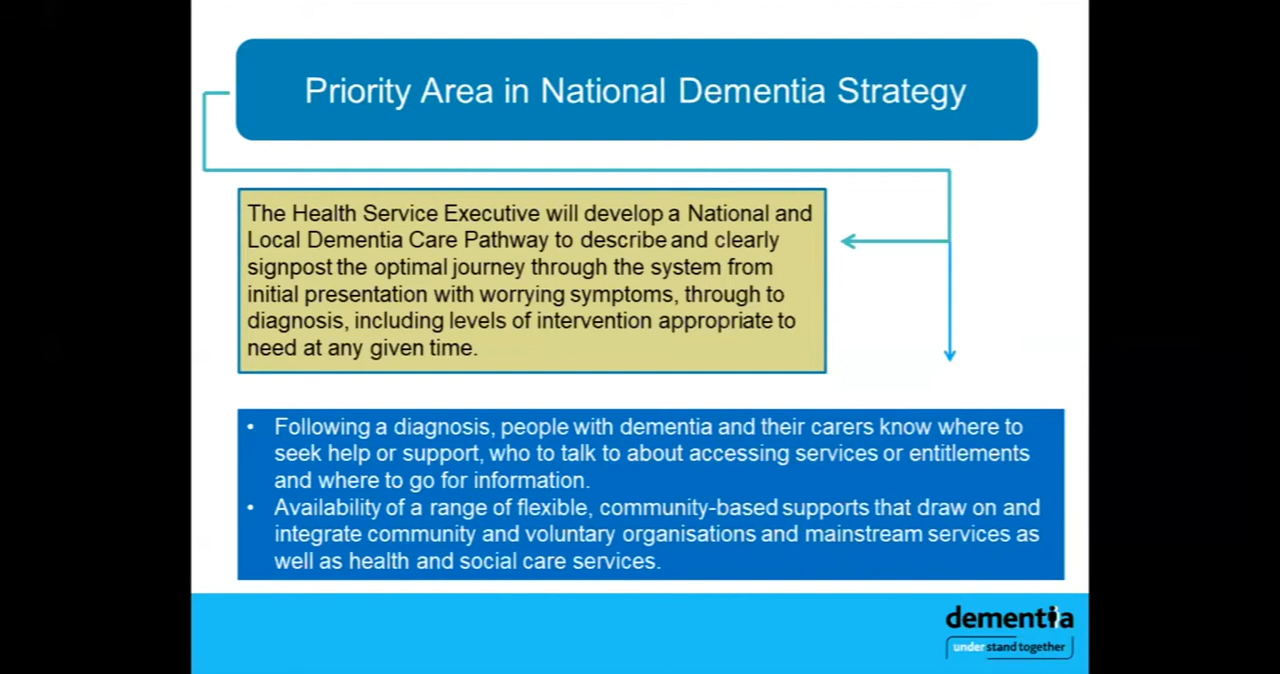 Priority Area in National Dementia Strategy
The Health Service Executive will develop a National and
Local Dementia Care Pathway to describe and clearly
signpost the optimal journey through the system from
initial presentation with worrying symptoms, through to
diagnosis, including levels of intervention appropriate to
need at any given time.
• Following a diagnosis, people with dementia and their carers know where to
seek help or support, who to talk to about accessing services or entitlements
and where to go for information.
• Availability of a range of flexible, community-based supports that draw on and
integrate community and voluntary organisations and mainstream services as
well as health and social care services.
dementia
understand together